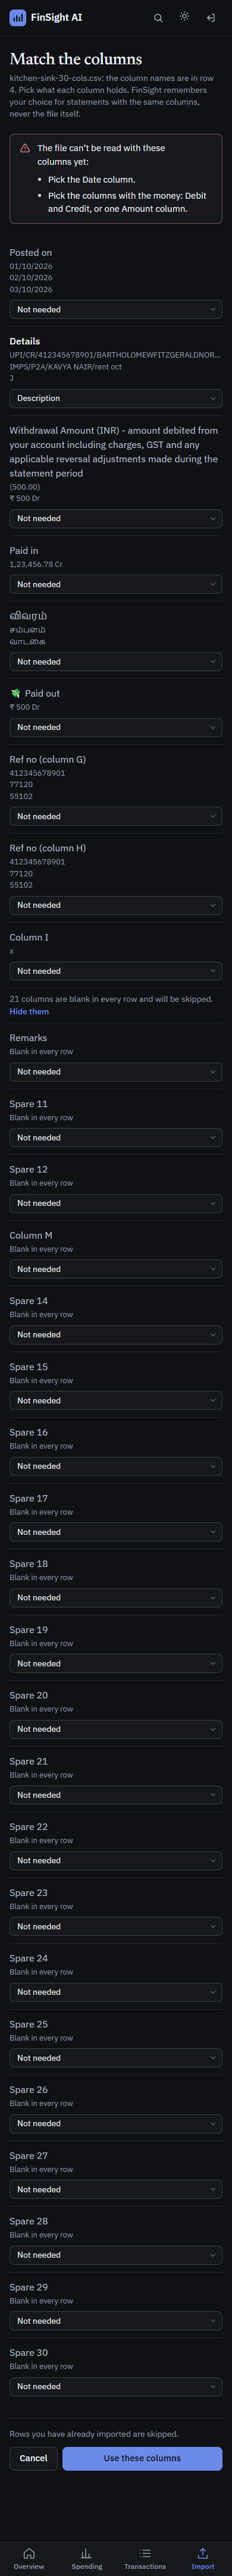 FinSight AI
Match the columns
kitchen-sink-30-cols.csv: the column names are in row
4. Pick what each column holds. FinSight remembers
your choice for statements with the same columns,
never the file itself.
The file can't be read with these
columns yet:
• Pick the Date column.
• Pick the columns with the money: Debit
and Credit, or one Amount column.
Posted on
01/10/2026
02/10/2026
03/10/2026
Not needed
Details
UPI/CR/412345678901/BARTHOLOMEWFITZGERALDNOR...
IMPS/P2A/KAVYA NAIR/rent oct
J
Description
Withdrawal Amount (INR) - amount debited from
your account including charges, GST and any
applicable reversal adjustments made during the
statement period
(500.00)
₹ 500 Dr
Not needed
Paid in
1,23,456.78 Cr
Not needed
விவரம்
சம்பளம்
வாடகை
Not needed
💸 Paid out
₹ 500 Dr
Not needed
Ref no (column G)
412345678901
77120
55102
Not needed
Ref no (column H)
412345678901
77120
55102
Not needed
Column I
x
Not needed
21 columns are blank in every row and will be skipped.
Hide them
Remarks
Blank in every row
Not needed
Spare 11
Blank in every row
Not needed
Spare 12
Blank in every row
Not needed
Column M
Blank in every row
Not needed
Spare 14
Blank in every row
Not needed
Spare 15
Blank in every row
Not needed
Spare 16
Blank in every row
Not needed
Spare 17
Blank in every row
Not needed
Spare 18
Blank in every row
Not needed
Spare 19
Blank in every row
Not needed
Spare 20
Blank in every row
Not needed
Spare 21
Blank in every row
Not needed
Spare 22
Blank in every row
Not needed
Spare 23
Blank in every row
Not needed
Spare 24
Blank in every row
Not needed
Spare 25
Blank in every row
Not needed
Spare 26
Blank in every row
Not needed
Spare 27
Blank in every row
Not needed
Spare 28
Blank in every row
Not needed
Spare 29
Blank in every row
Not needed
Spare 30
Blank in every row
Not needed
Rows you have already imported are skipped.
Cancel
Use these columns
Overview
Spending
Transactions
Import